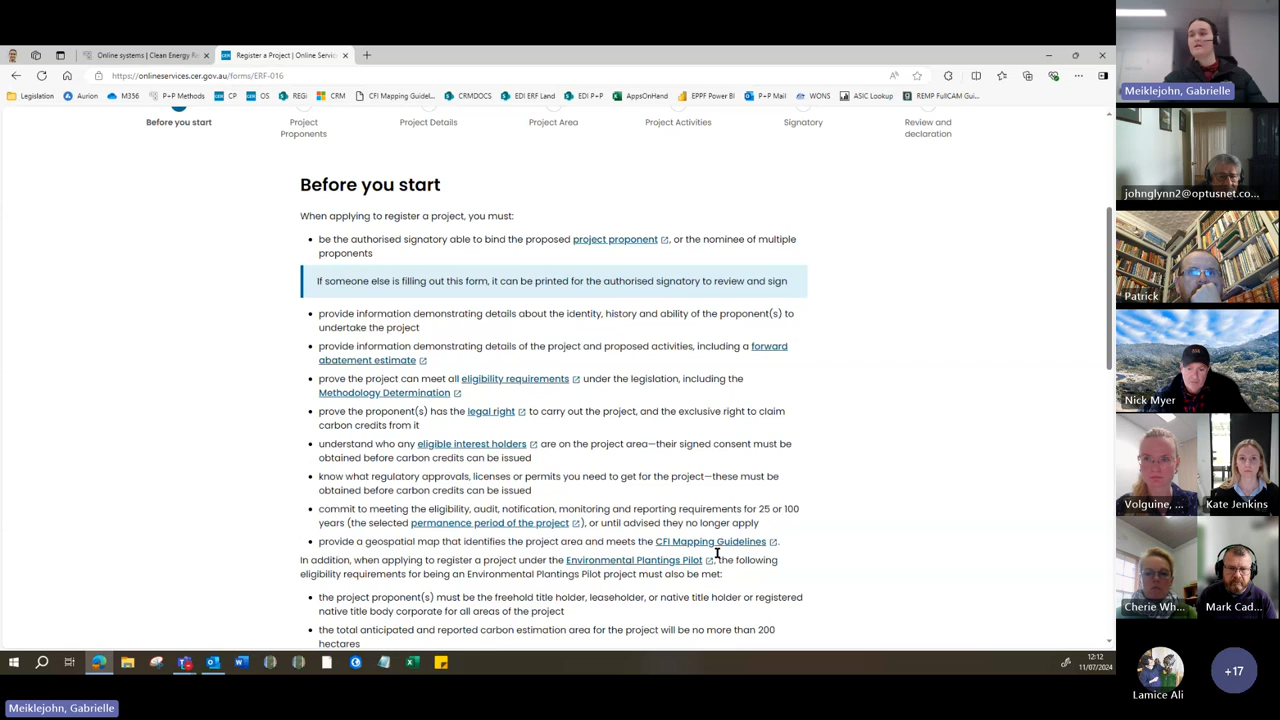 Online systems | Clean Energy Re
Register a Project | Online Servic
https://onlineservices.cer.gov.au/forms/ERF-016
Legislation
Aurion
M356
P+P Methods
CP
OS
REGi
CRM
CFI Mapping Guidel...
CRMDOCS
EDI ERF Land
EDI P+P
AppsOnHand
EPPF Power BI
P+P Mail
WONS
ASIC Lookup
REMP FullCAM Gui...
Before you start
Project
Proponents
Project Details
Project Area
Project Activities
Signatory
Review and
declaration
Before you start
When applying to register a project, you must:
• be the authorised signatory able to bind the proposed project proponent, or the nominee of multiple
proponents
If someone else is filling out this form, it can be printed for the authorised signatory to review and sign
• provide information demonstrating details about the identity, history and ability of the proponent(s) to
undertake the project
• provide information demonstrating details of the project and proposed activities, including a forward
abatement estimate
• prove the project can meet all eligibility requirements under the legislation, including the
Methodology Determination
• prove the proponent(s) has the legal right to carry out the project, and the exclusive right to claim
carbon credits from it
• understand who any eligible interest holders are on the project area—their signed consent must be
obtained before carbon credits can be issued
• know what regulatory approvals, licenses or permits you need to get for the project—these must be
obtained before carbon credits can be issued
• commit to meeting the eligibility, audit, notification, monitoring and reporting requirements for 25 or 100
years (the selected permanence period of the project), or until advised they no longer apply
• provide a geospatial map that identifies the project area and meets the CFI Mapping Guidelines.
In addition, when applying to register a project under the Environmental Plantings Pilot, the following
eligibility requirements for being an Environmental Plantings Pilot project must also be met:
• the project proponent(s) must be the freehold title holder, leaseholder, or native title holder or registered
native title body corporate for all areas of the project
• the total anticipated and reported carbon estimation area for the project will be no more than 200
hectares
12:12
11/07/2024
Meiklejohn, Gabrielle
Meiklejohn, Gabrielle
johnglynn2@optusnet.co...
Patrick
Nick Myer
Volguine, ...
Kate Jenkins
Cherie Wh...
Mark Cad...
Lamice Ali
+17